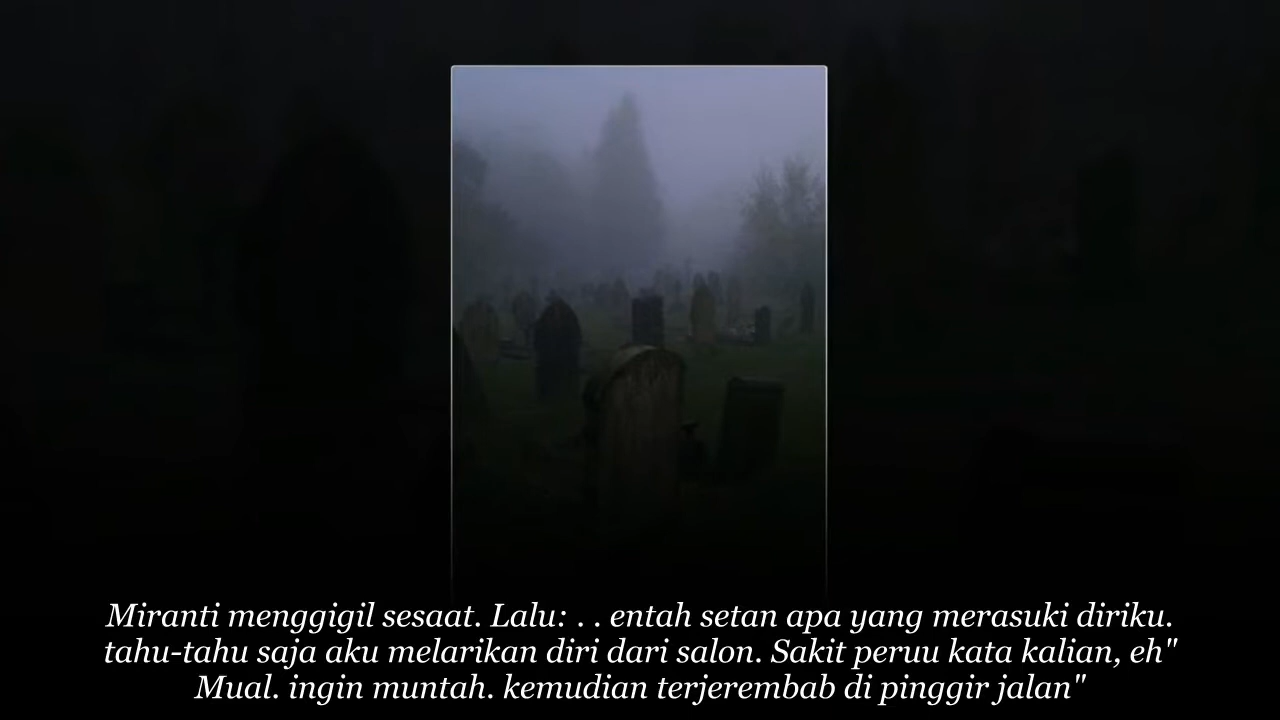 Miranti menggigil sesaat. Lalu: . . entah setan apa yang merasuki diriku.
tahu-tahu saja aku melarikan diri dari salon. Sakit peruu kata kalian, eh"
Mual. ingin muntah. kemudian terjerembab di pinggir jalan"